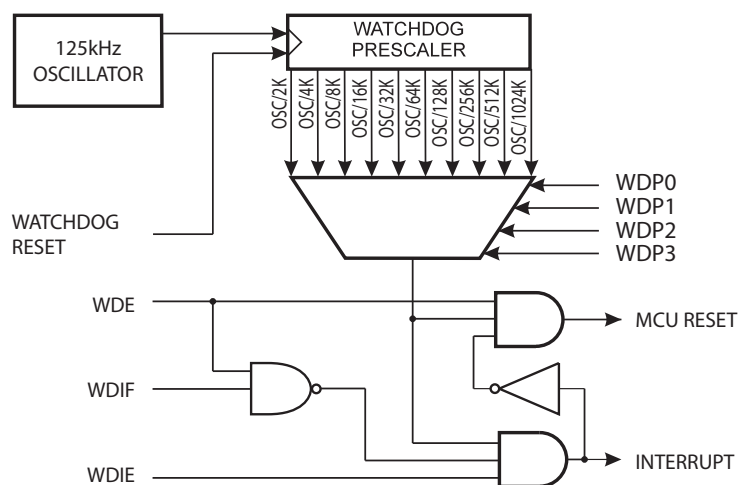 125kHz
OSCILLATOR
WATCHDOG
PRESCALER
OSC/2K
OSC/4K
OSC/8K
OSC/16K
OSC/32K
OSC/64K
OSC/128K
OSC/256K
OSC/512K
OSC/1024K
WATCHDOG
RESET
WDP0
WDP1
WDP2
WDP3
WDE
MCU RESET
WDIF
WDIE
INTERRUPT